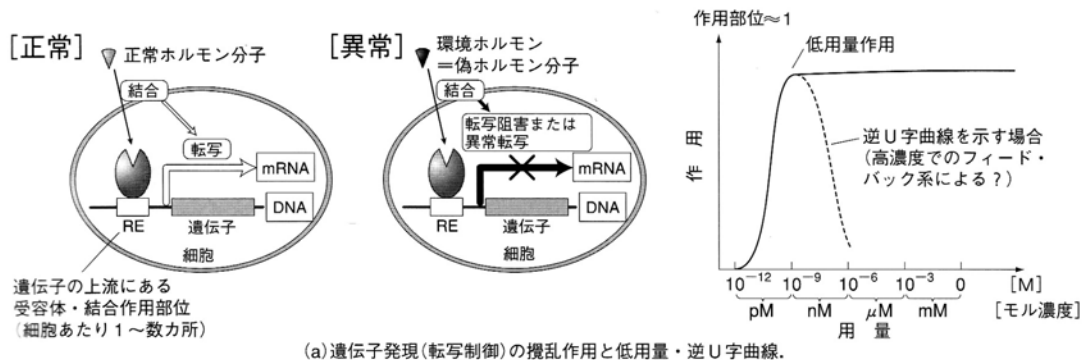 [正常]
正常ホルモン分子
結合
転写
mRNA
DNA
RE
遺伝子
細胞
遺伝子の上流にある
受容体・結合作用部位
(細胞あたり1〜数カ所)
[異常]
環境ホルモン
=偽ホルモン分子
結合
転写阻害または
異常転写
mRNA
DNA
RE
遺伝子
細胞
作用部位≈1
低用量作用
逆U字曲線を示す場合
(高濃度でのフィード・
バック系による?)
作用
10⁻¹² 10⁻⁹ 10⁻⁶ 10⁻³ 0 [M]
pM nM μM mM [モル濃度]
用量
(a)遺伝子発現(転写制御)の攪乱作用と低用量・逆U字曲線.